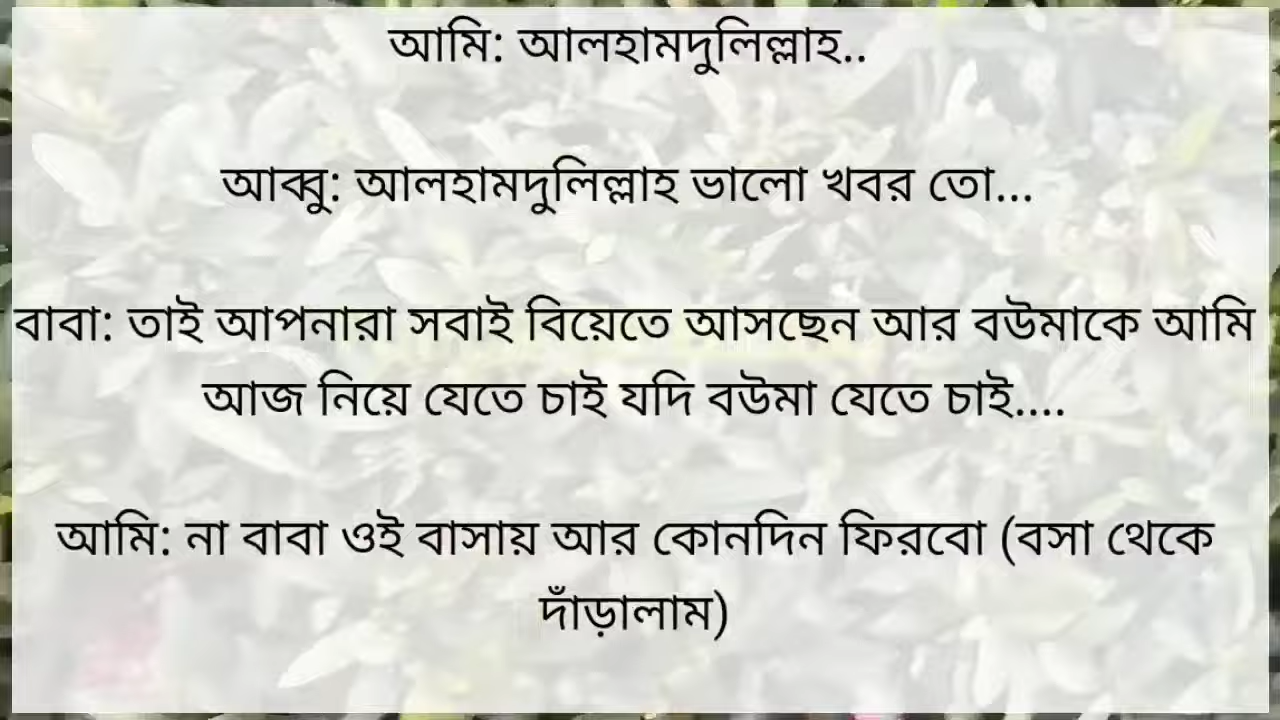 আমি: আলহামদুলিল্লাহ..
আব্বু: আলহামদুলিল্লাহ ভালো খবর তো...
বাবা: তাই আপনারা সবাই বিয়েতে আসছেন আর বউমাকে আমি
আজ নিয়ে যেতে চাই যদি বউমা যেতে চাই....
আমি: না বাবা ওই বাসায় আর কোনদিন ফিরবো (বসা থেকে
দাঁড়ালাম)